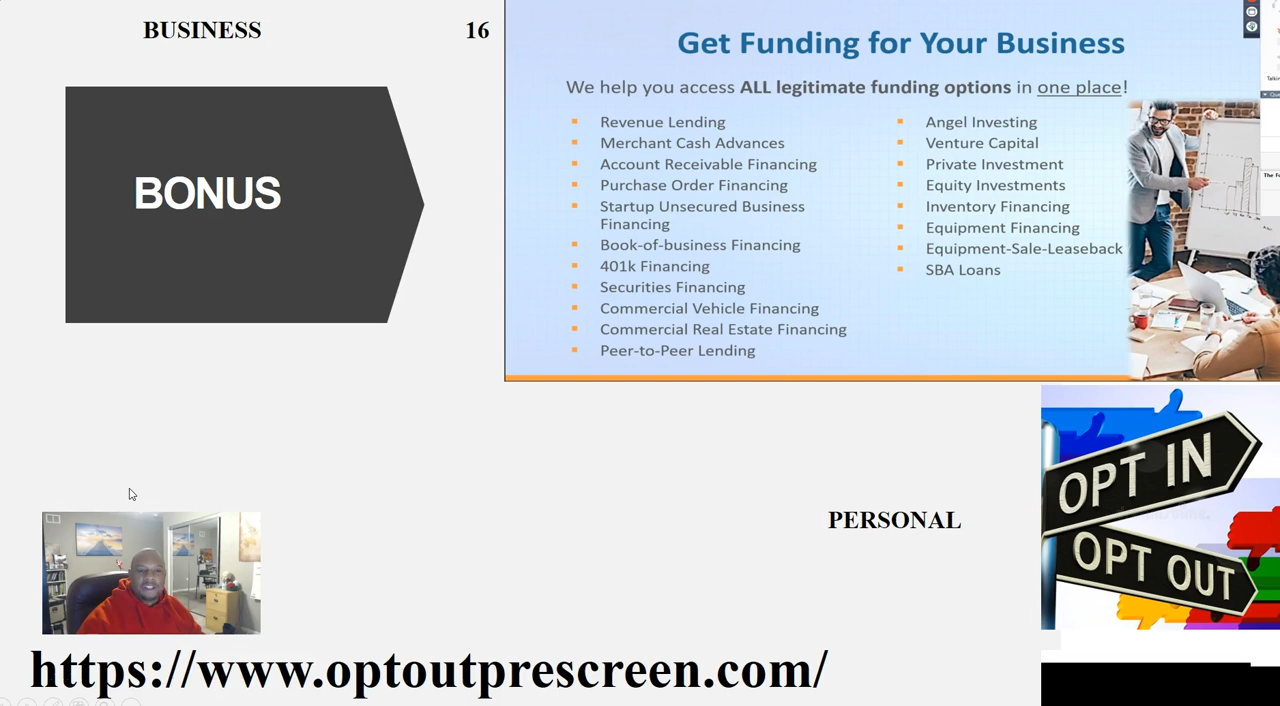 BUSINESS
16
BONUS
Get Funding for Your Business
We help you access ALL legitimate funding options in one place!
Revenue Lending
Merchant Cash Advances
Account Receivable Financing
Purchase Order Financing
Startup Unsecured Business
Financing
Book-of-business Financing
401k Financing
Securities Financing
Commercial Vehicle Financing
Commercial Real Estate Financing
Peer-to-Peer Lending
Angel Investing
Venture Capital
Private Investment
Equity Investments
Inventory Financing
Equipment Financing
Equipment-Sale-Leaseback
SBA Loans
PERSONAL
OPT IN
OPT OUT
https://www.optoutprescreen.com/